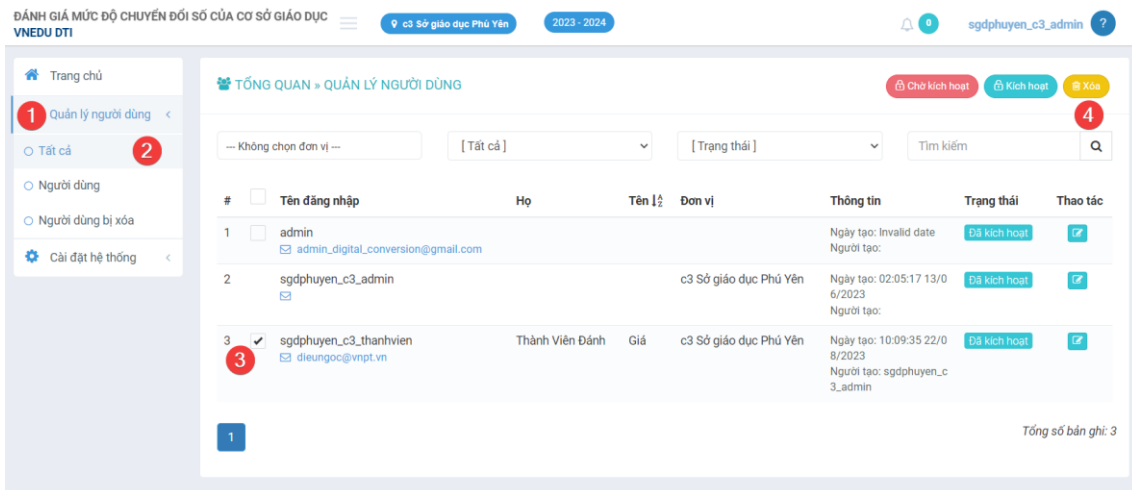 ĐÁNH GIÁ MỨC ĐỘ CHUYỂN ĐỔI SỐ CỦA CƠ SỞ GIÁO DỤC
VNEDU DTI
c3 Sở giáo dục Phú Yên
2023 - 2024
0
sgdphuyen_c3_admin
?
Trang chủ
1 Quản lý người dùng
Tất cả 2
Người dùng
Người dùng bị xóa
Cài đặt hệ thống
TỔNG QUAN » QUẢN LÝ NGƯỜI DÙNG
Chờ kích hoạt
Kích hoạt
Xóa
4
--- Không chọn đơn vị ---
[ Tất cả ]
[ Trạng thái ]
Tìm kiếm
# Tên đăng nhập Họ Tên Đơn vị Thông tin Trạng thái Thao tác
1 admin Ngày tạo: Invalid date Đã kích hoạt
admin_digital_conversion@gmail.com Người tạo:
2 sgdphuyen_c3_admin c3 Sở giáo dục Phú Yên Ngày tạo: 02:05:17 13/0 Đã kích hoạt
6/2023
Người tạo:
3 sgdphuyen_c3_thanhvien Thành Viên Đánh Giá c3 Sở giáo dục Phú Yên Ngày tạo: 10:09:35 22/0 Đã kích hoạt
3 dieungoc@vnpt.vn 8/2023
Người tạo: sgdphuyen_c
3_admin
1
Tổng số bản ghi: 3